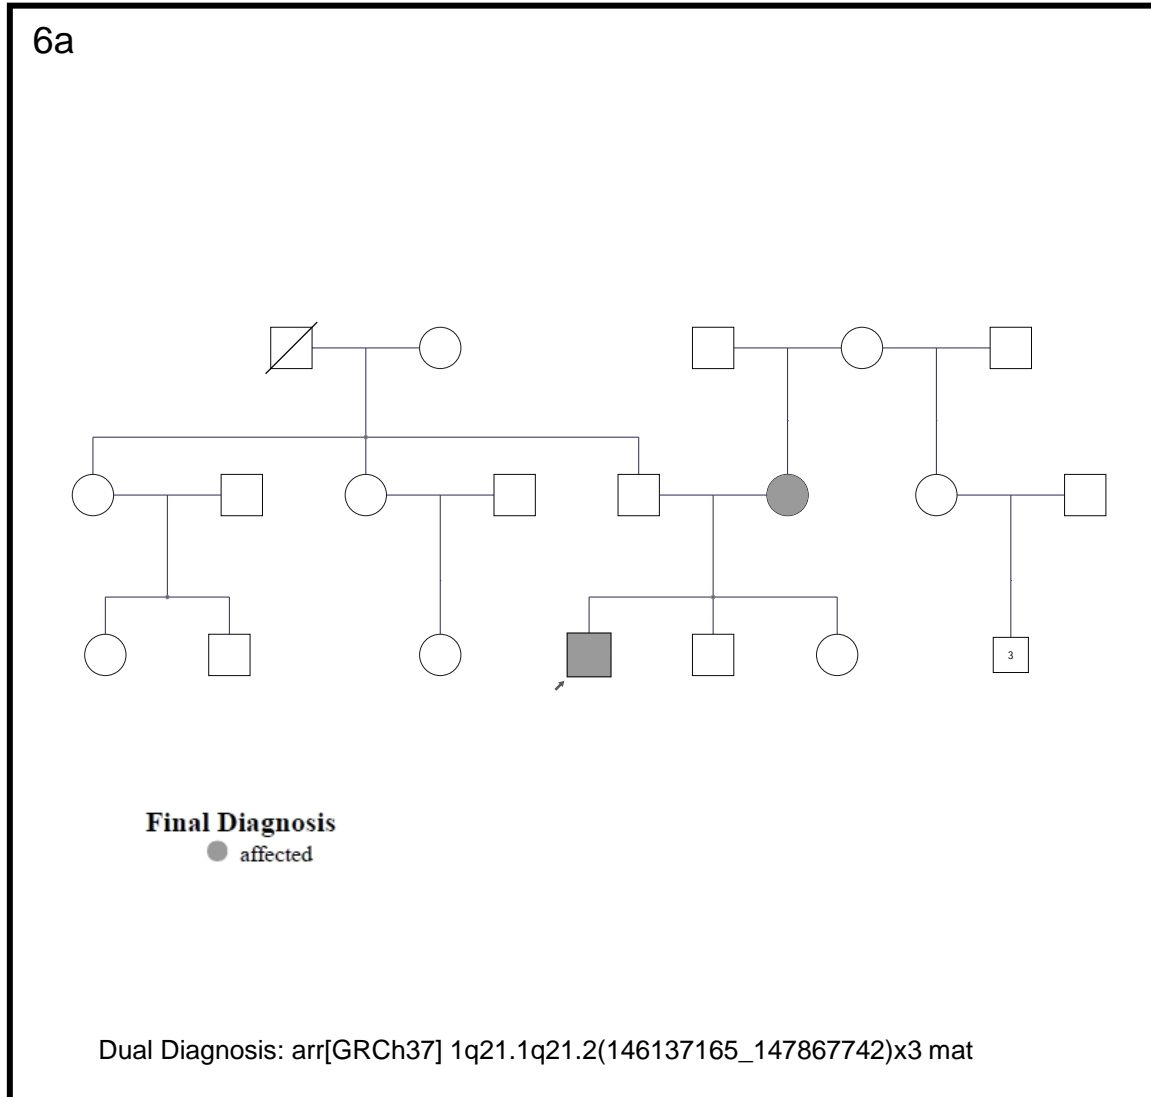 6a
3
Final Diagnosis
affected
Dual Diagnosis: arr[GRCh37] 1q21.1q21.2(146137165_147867742)x3 mat